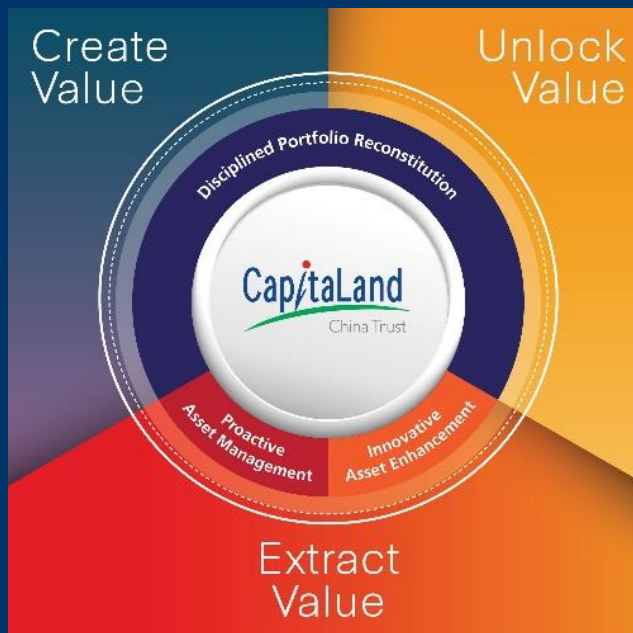 Create
Value
Unlock
Value
Disciplined Portfolio Reconstitution
CapitaLand
China Trust
Proactive
Asset Management
Innovative
Asset Enhancement
Extract
Value